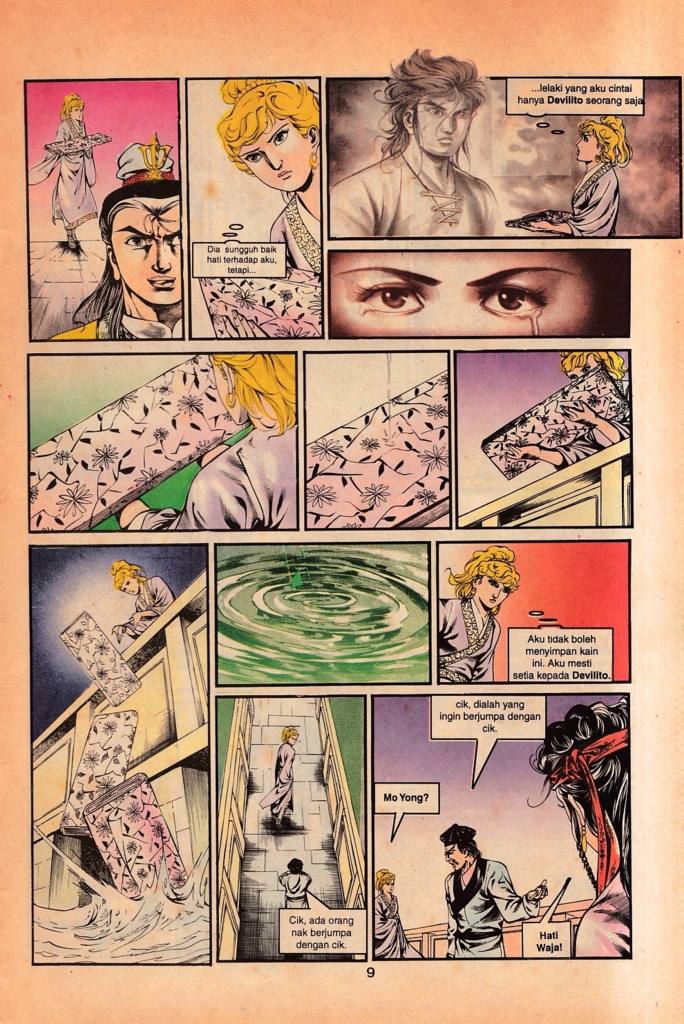 ...lelaki yang aku cintai
hanya Devilito seorang saja
Dia sungguh baik
hati terhadap aku,
tetapi...
Aku tidak boleh
menyimpan kain
ini. Aku mesti
setia kepada Devilito.
Cik, ada orang
nak berjumpa
dengan cik.
cik, dialah yang
ingin berjumpa dengan
cik.
Mo Yong?
Hati
Waja!
9